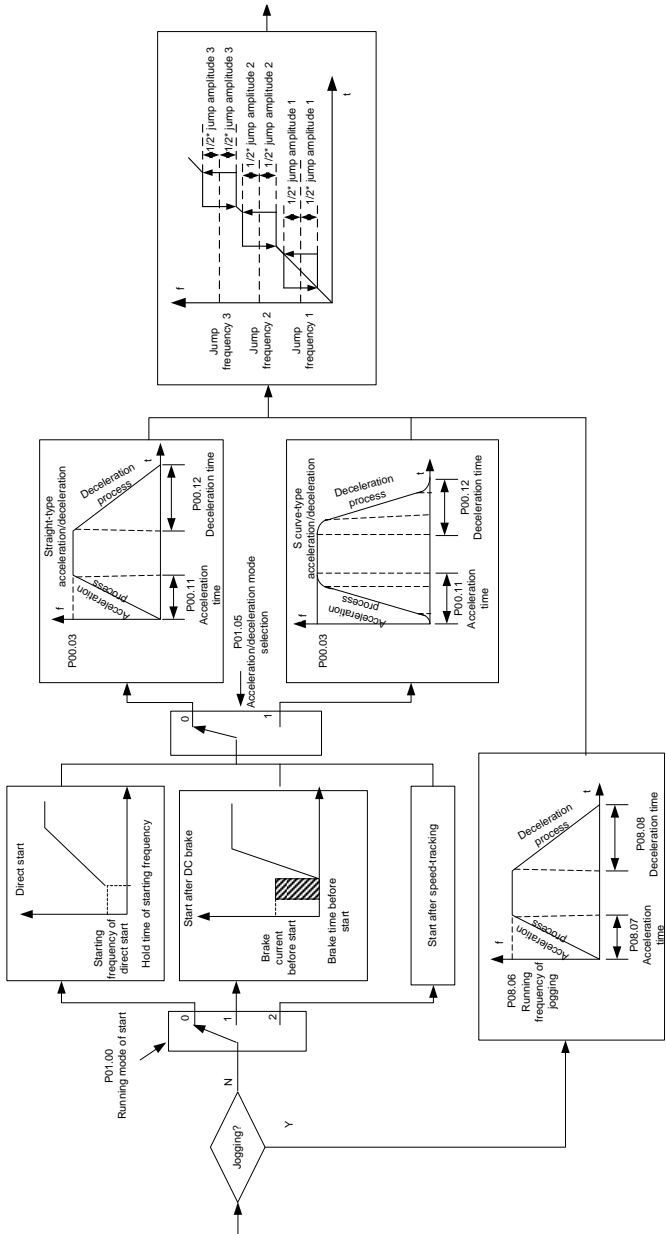 Jogging?
N
Y
P01.00
Running mode of start
0
1
2
Direct start
Starting
frequency of
direct start
Hold time of starting frequency
Start after DC brake
Brake
current
before start
Brake time before
start
Start after speed-tracking
P01.05
Acceleration/deceleration mode
selection
0
1
Straight-type
acceleration/deceleration
f
P00.03
Acceleration
process
Deceleration
process
t
P00.11
Acceleration
time
P00.12
Deceleration time
S curve-type
acceleration/deceleration
f
P00.03
Acceleration
process
Deceleration
process
t
P00.11
Acceleration
time
P00.12
Deceleration time
f
P08.06
Running
frequency of
jogging
Acceleration
process
Deceleration
process
t
P08.07
Acceleration
time
P08.08
Deceleration time
f
Jump
frequency 3
Jump
frequency 2
Jump
frequency 1
1/2* jump amplitude 3
1/2* jump amplitude 3
1/2* jump amplitude 2
1/2* jump amplitude 2
1/2* jump amplitude 1
1/2* jump amplitude 1
t